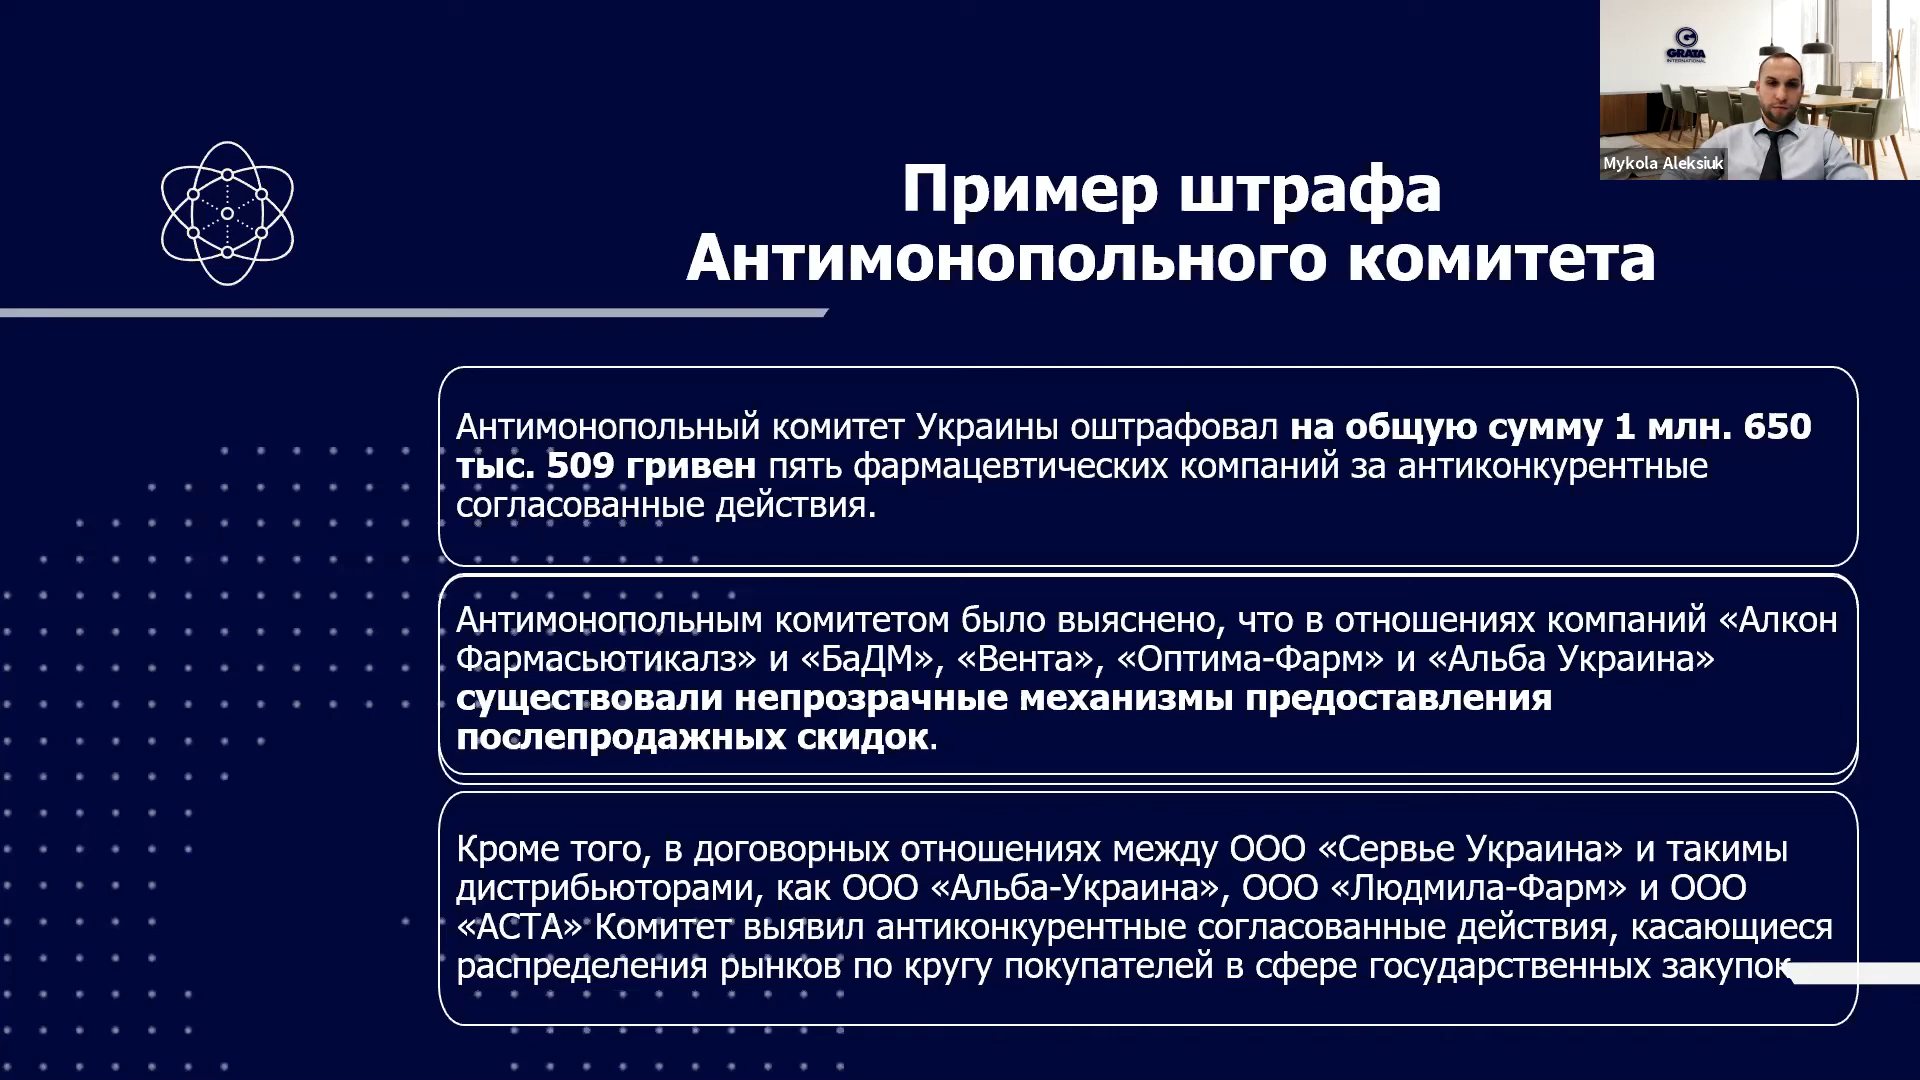 GRATA
INTERNATIONAL
Mykola Aleksiuk
Пример штрафа
Антимонопольного комитета
Антимонопольный комитет Украины оштрафовал на общую сумму 1 млн. 650
тыс. 509 гривен пять фармацевтических компаний за антиконкурентные
согласованные действия.
Антимонопольным комитетом было выяснено, что в отношениях компаний «Алкон
Фармасьютикалз» и «БаДМ», «Вента», «Оптима-Фарм» и «Альба Украина»
существовали непрозрачные механизмы предоставления
послепродажных скидок.
Кроме того, в договорных отношениях между ООО «Сервье Украина» и такимы
дистрибьюторами, как ООО «Альба-Украина», ООО «Людмила-Фарм» и ООО
«АСТА» Комитет выявил антиконкурентные согласованные действия, касающиеся
распределения рынков по кругу покупателей в сфере государственных закупок